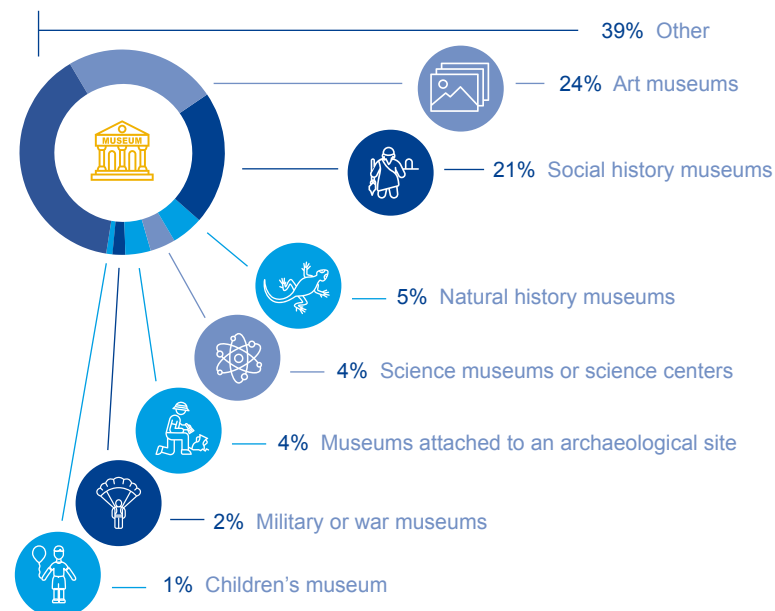 39% Other
24% Art museums
MUSEUM
21% Social history museums
5% Natural history museums
4% Science museums or science centers
4% Museums attached to an archaeological site
2% Military or war museums
1% Children’s museum